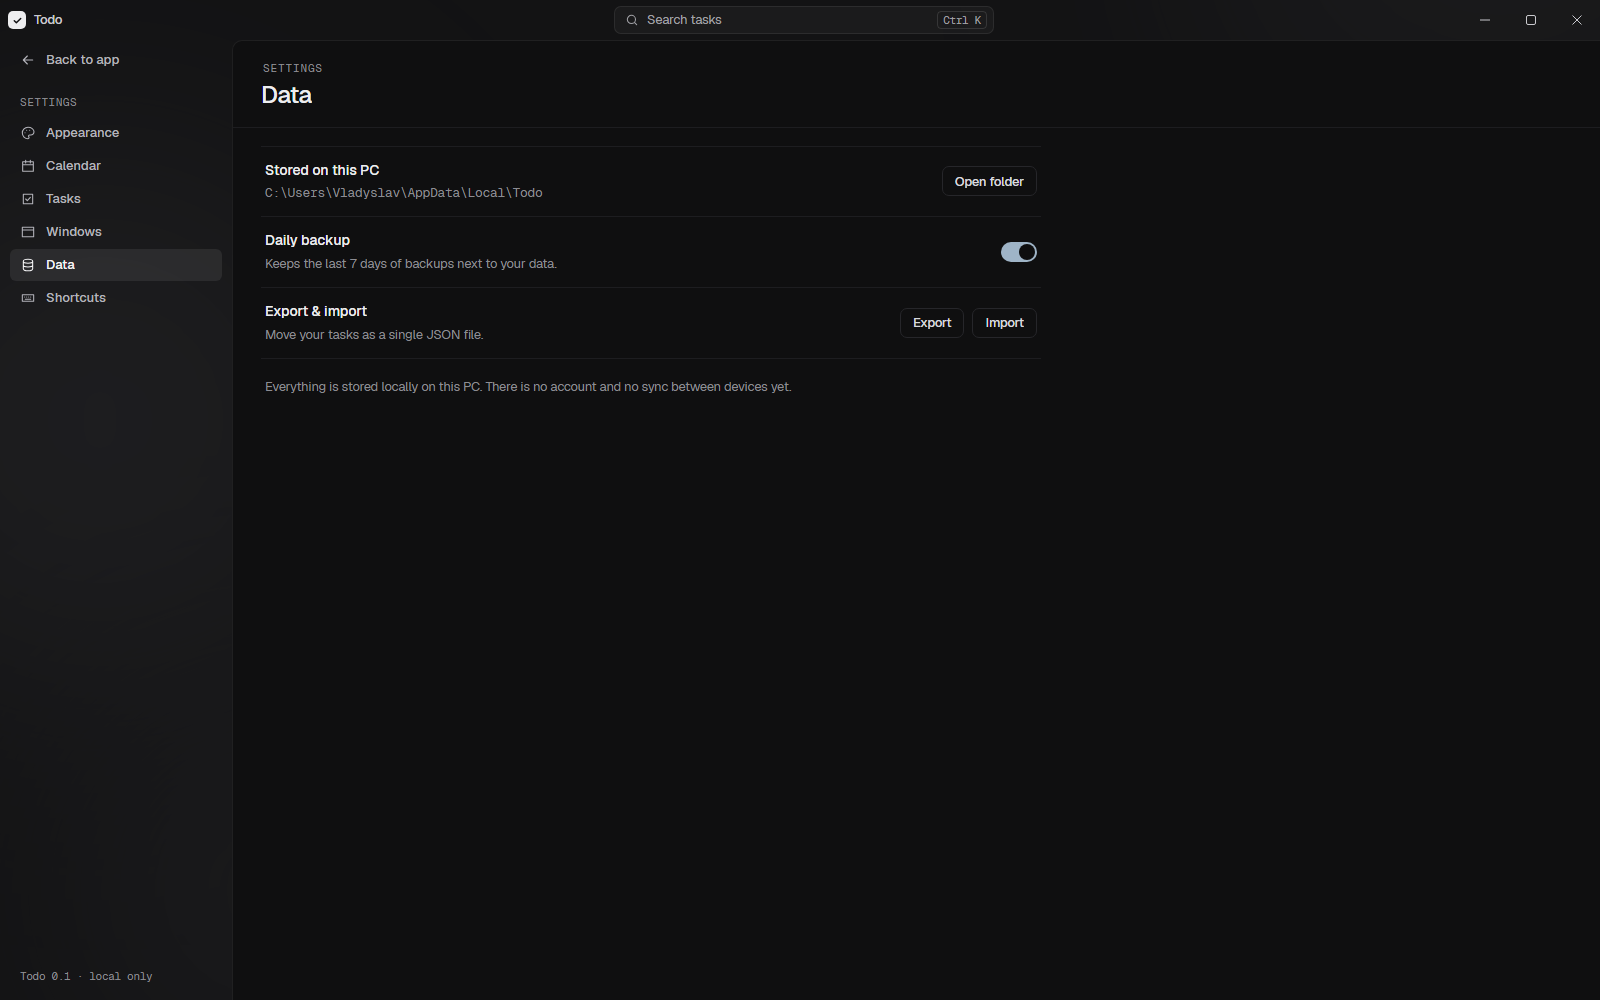 Todo
Search tasks
Ctrl K
Back to app
SETTINGS
Appearance
Calendar
Tasks
Windows
Data
Shortcuts
Todo 0.1 · local only
SETTINGS
Data
Stored on this PC
C:\Users\Vladyslav\AppData\Local\Todo
Open folder
Daily backup
Keeps the last 7 days of backups next to your data.
Export & import
Move your tasks as a single JSON file.
Export
Import
Everything is stored locally on this PC. There is no account and no sync between devices yet.